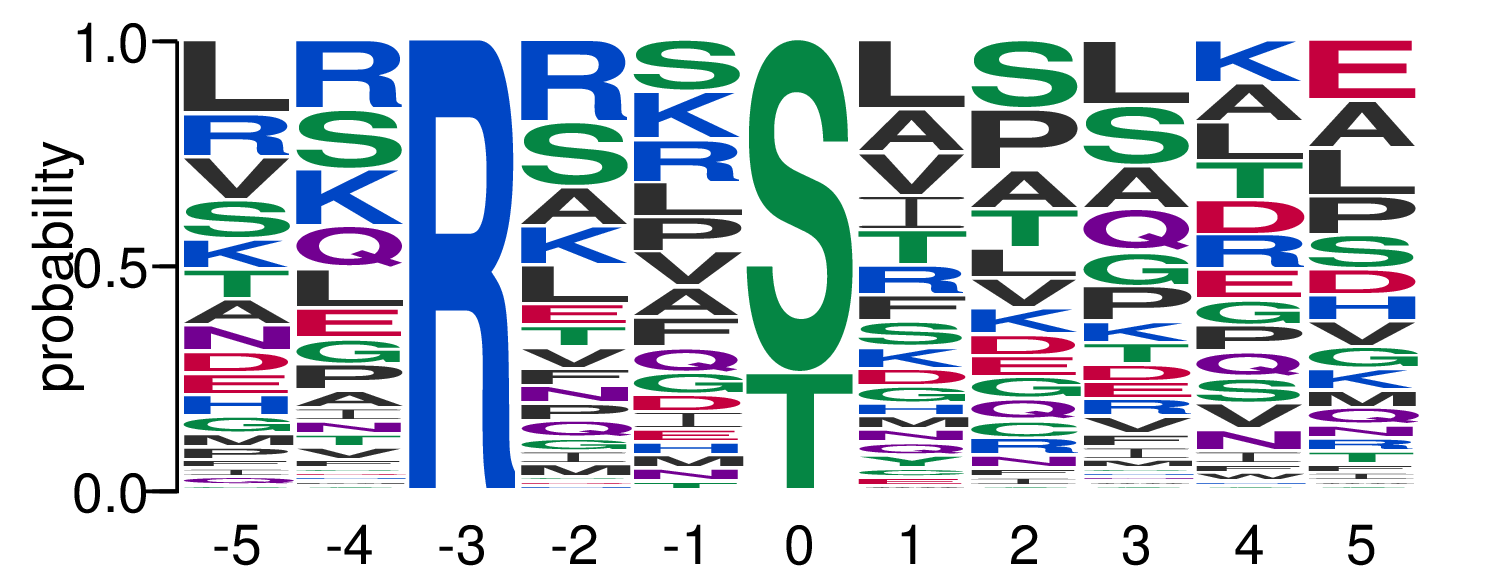 probability
1.0
0.5
0.0
L R V S K T A N D E H G M P F I Q
R S K Q L E G P A I N T V F
R
R S A K L E T V F N P Q G I M
S K R L P V A F Q G D I E H M N T
S T
L A V I T R F S K D G H M N Q Y
S P A T L V K D E G Q C R N
L S A Q G P K T D E R V F I M
K A L T D R E G P Q S V N
E A L P S D H V G K M Q N R T
-5 -4 -3 -2 -1 0 1 2 3 4 5